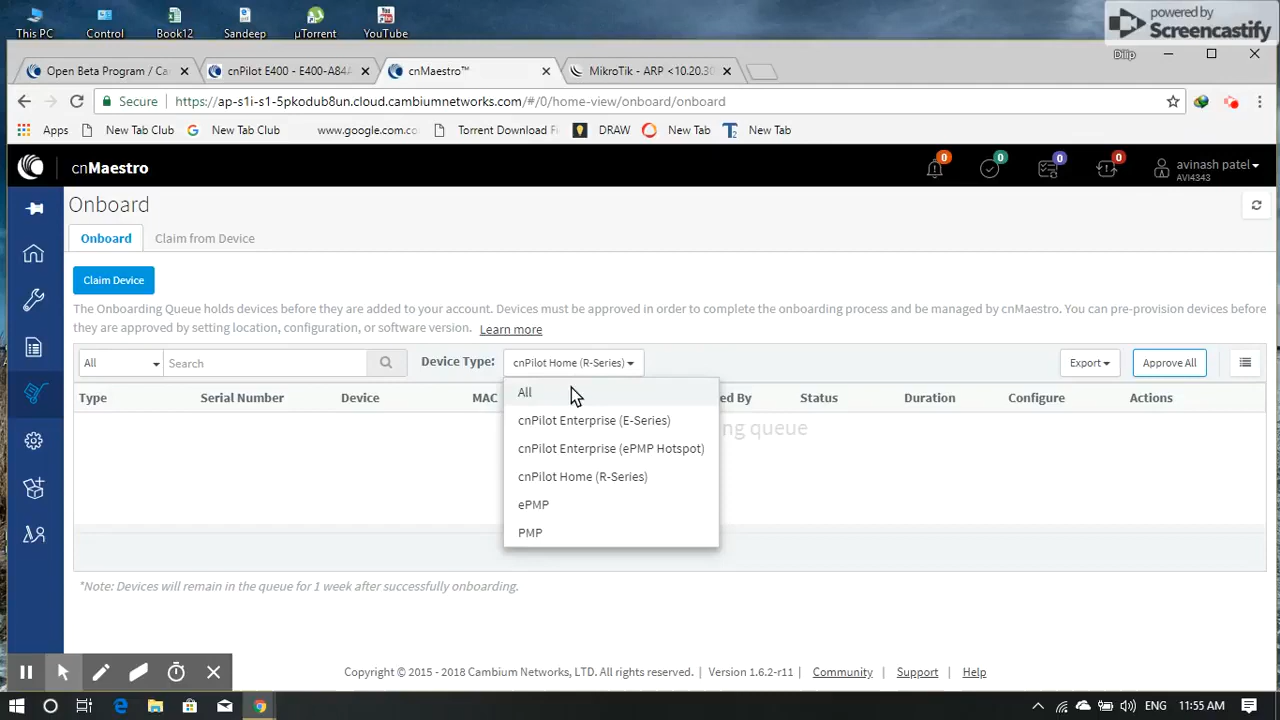 This PC
Control
Book12
Sandeep
µTorrent
YouTube
powered by
Screencastify
Open Beta Program / Ca
cnPilot E400 - E400-A84A
cnMaestro™
MikroTik - ARP <10.20.30
Dilip
Secure
https://ap-s1i-s1-5pkodub8un.cloud.cambiumnetworks.com/#/0/home-view/onboard/onboard
Apps
New Tab Club
New Tab Club
www.google.com.co
Torrent Download Fi
DRAW
New Tab
New Tab
cnMaestro
0
0
0
0
avinash patel
AVI4343
Onboard
Onboard
Claim from Device
Claim Device
The Onboarding Queue holds devices before they are added to your account. Devices must be approved in order to complete the onboarding process and be managed by cnMaestro. You can pre-provision devices before
they are approved by setting location, configuration, or software version. Learn more
All
Search
Device Type:
cnPilot Home (R-Series)
Export
Approve All
Type
Serial Number
Device
MAC
ed By
Status
Duration
Configure
Actions
ng queue
All
cnPilot Enterprise (E-Series)
cnPilot Enterprise (ePMP Hotspot)
cnPilot Home (R-Series)
ePMP
PMP
*Note: Devices will remain in the queue for 1 week after successfully onboarding.
Copyright © 2015 - 2018 Cambium Networks, LTD. All rights reserved. | Version 1.6.2-r11 | Community | Support | Help
ENG
11:55 AM